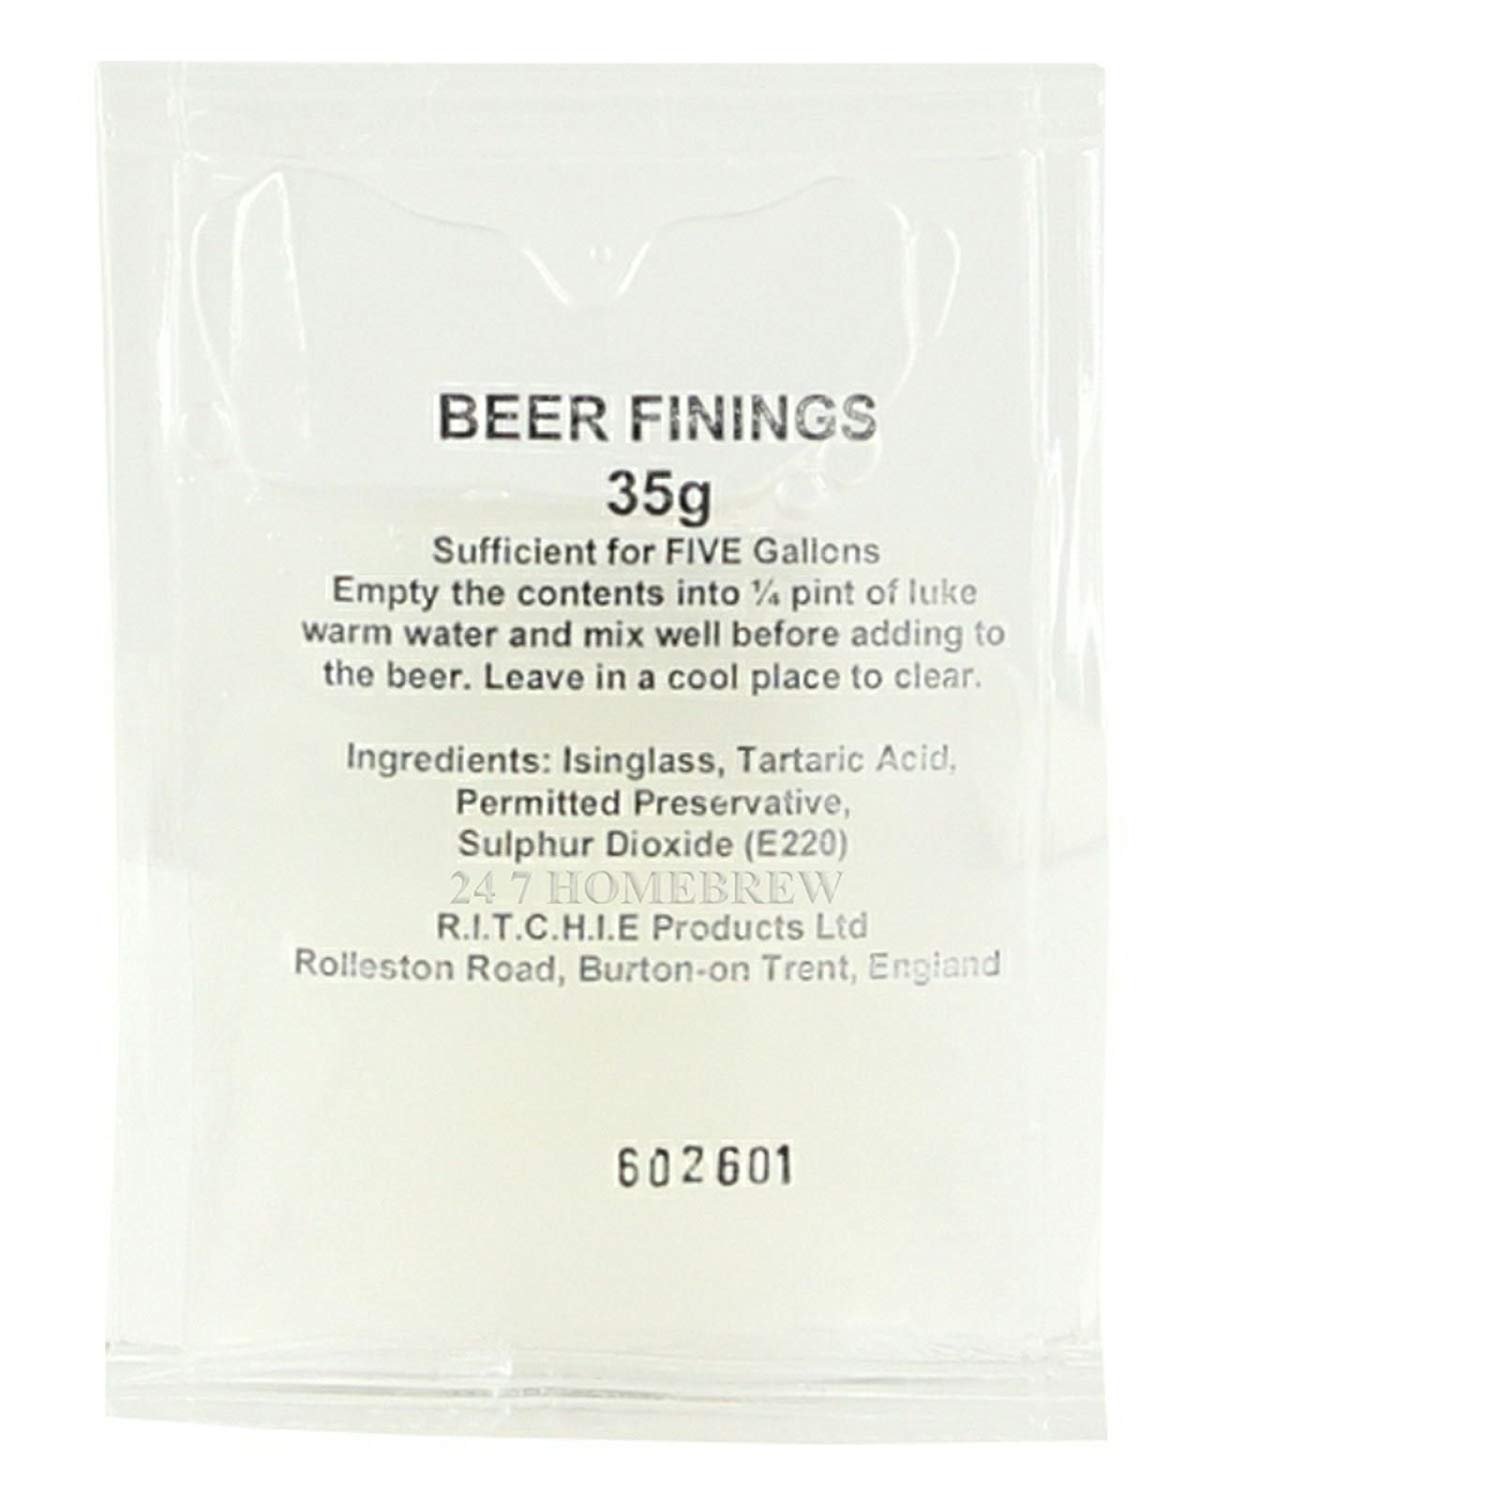 BEER FININGS
35g
Sufficient for FIVE Gallons
Empty the contents into ¼ pint of luke
warm water and mix well before adding to
the beer. Leave in a cool place to clear.
Ingredients: Isinglass, Tartaric Acid,
Permitted Preservative,
Sulphur Dioxide (E220)
24 7 HOMEBREW
R.I.T.C.H.I.E Products Ltd
Rolleston Road, Burton-on Trent, England
602601